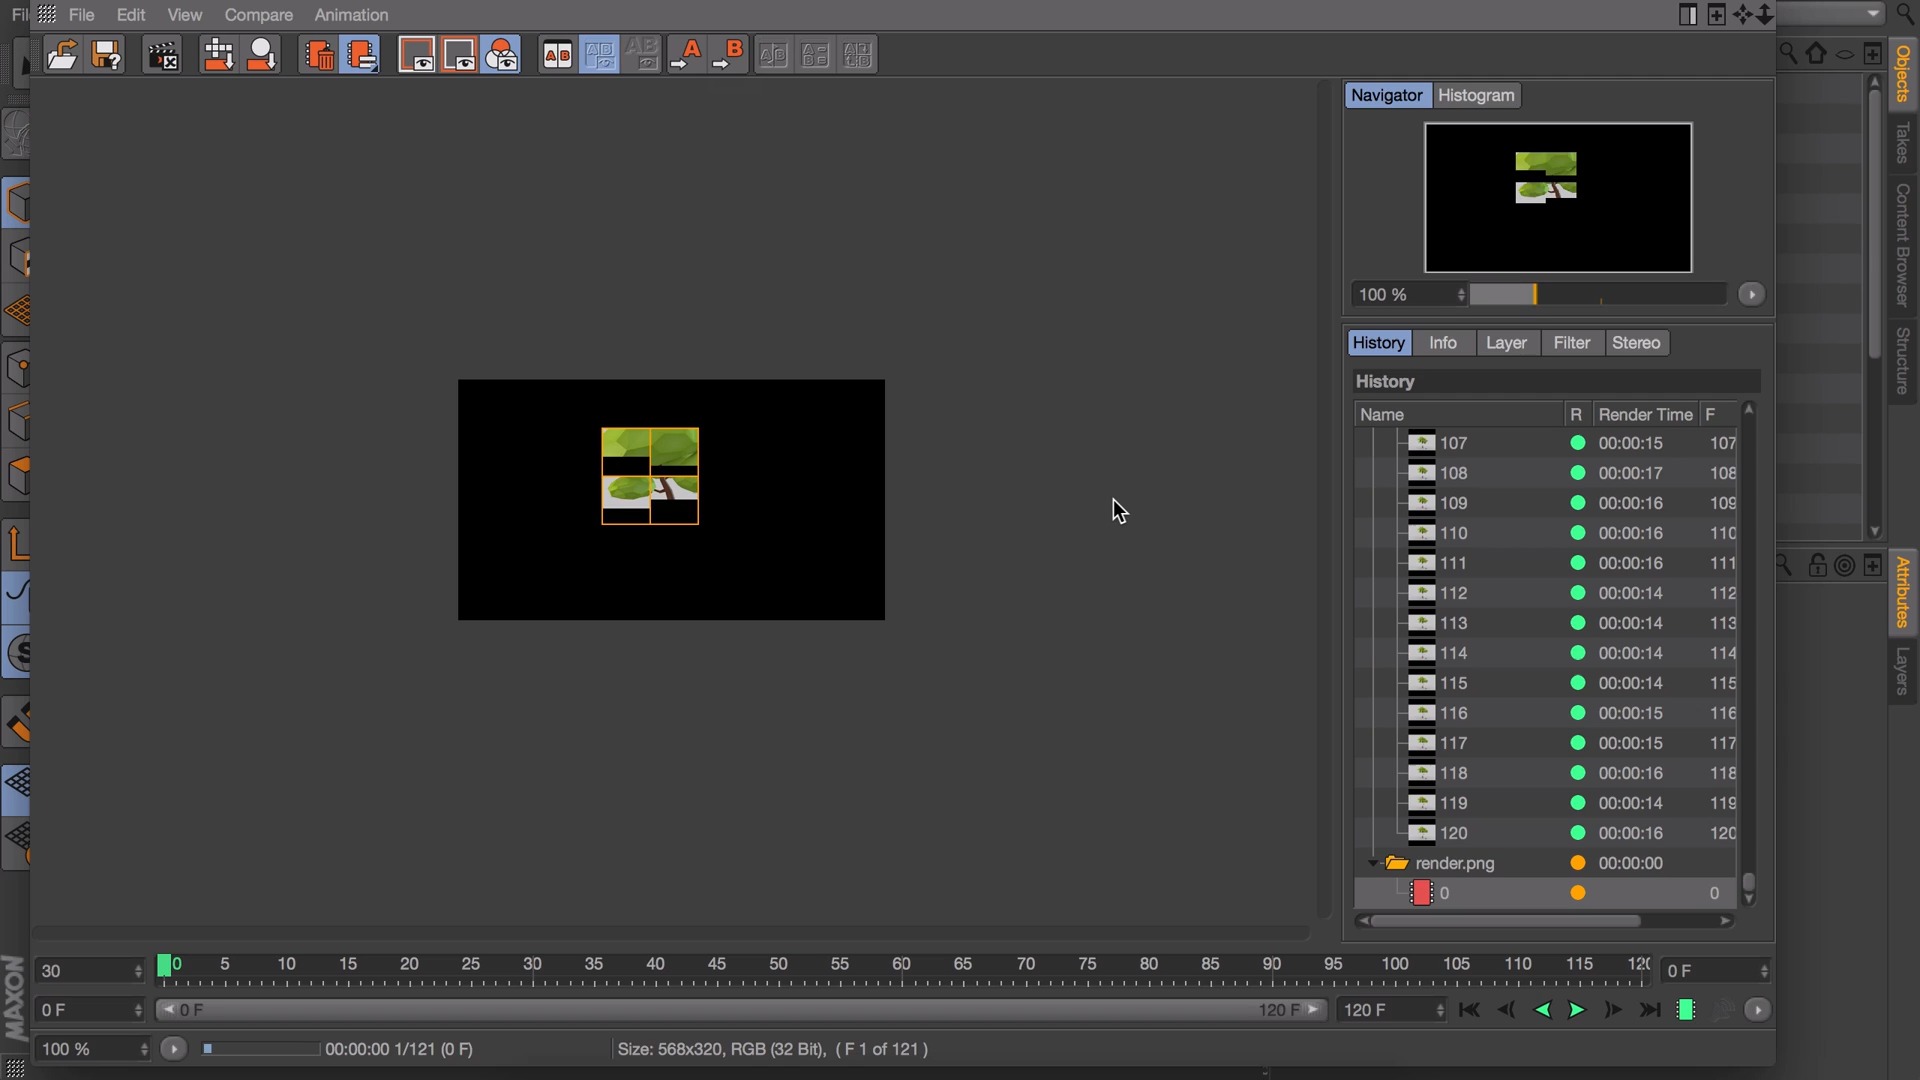 Fil
File Edit View Compare Animation
Navigator Histogram
100 %
History Info Layer Filter Stereo
History
Name R Render Time F
107 00:00:15 107
108 00:00:17 108
109 00:00:16 109
110 00:00:16 110
111 00:00:16 111
112 00:00:14 112
113 00:00:14 113
114 00:00:14 114
115 00:00:14 115
116 00:00:15 116
117 00:00:15 117
118 00:00:16 118
119 00:00:14 119
120 00:00:16 120
render.png 00:00:00
0 0
30 0 5 10 15 20 25 30 35 40 45 50 55 60 65 70 75 80 85 90 95 100 105 110 115 120 0 F
0 F 0 F 120 F 120 F
100 % 00:00:00 1/121 (0 F) Size: 568x320, RGB (32 Bit), ( F 1 of 121 )
Objects
Takes
Content Browser
Structure
Attributes
Layers
MAXON
AB
AB
AB
A
B